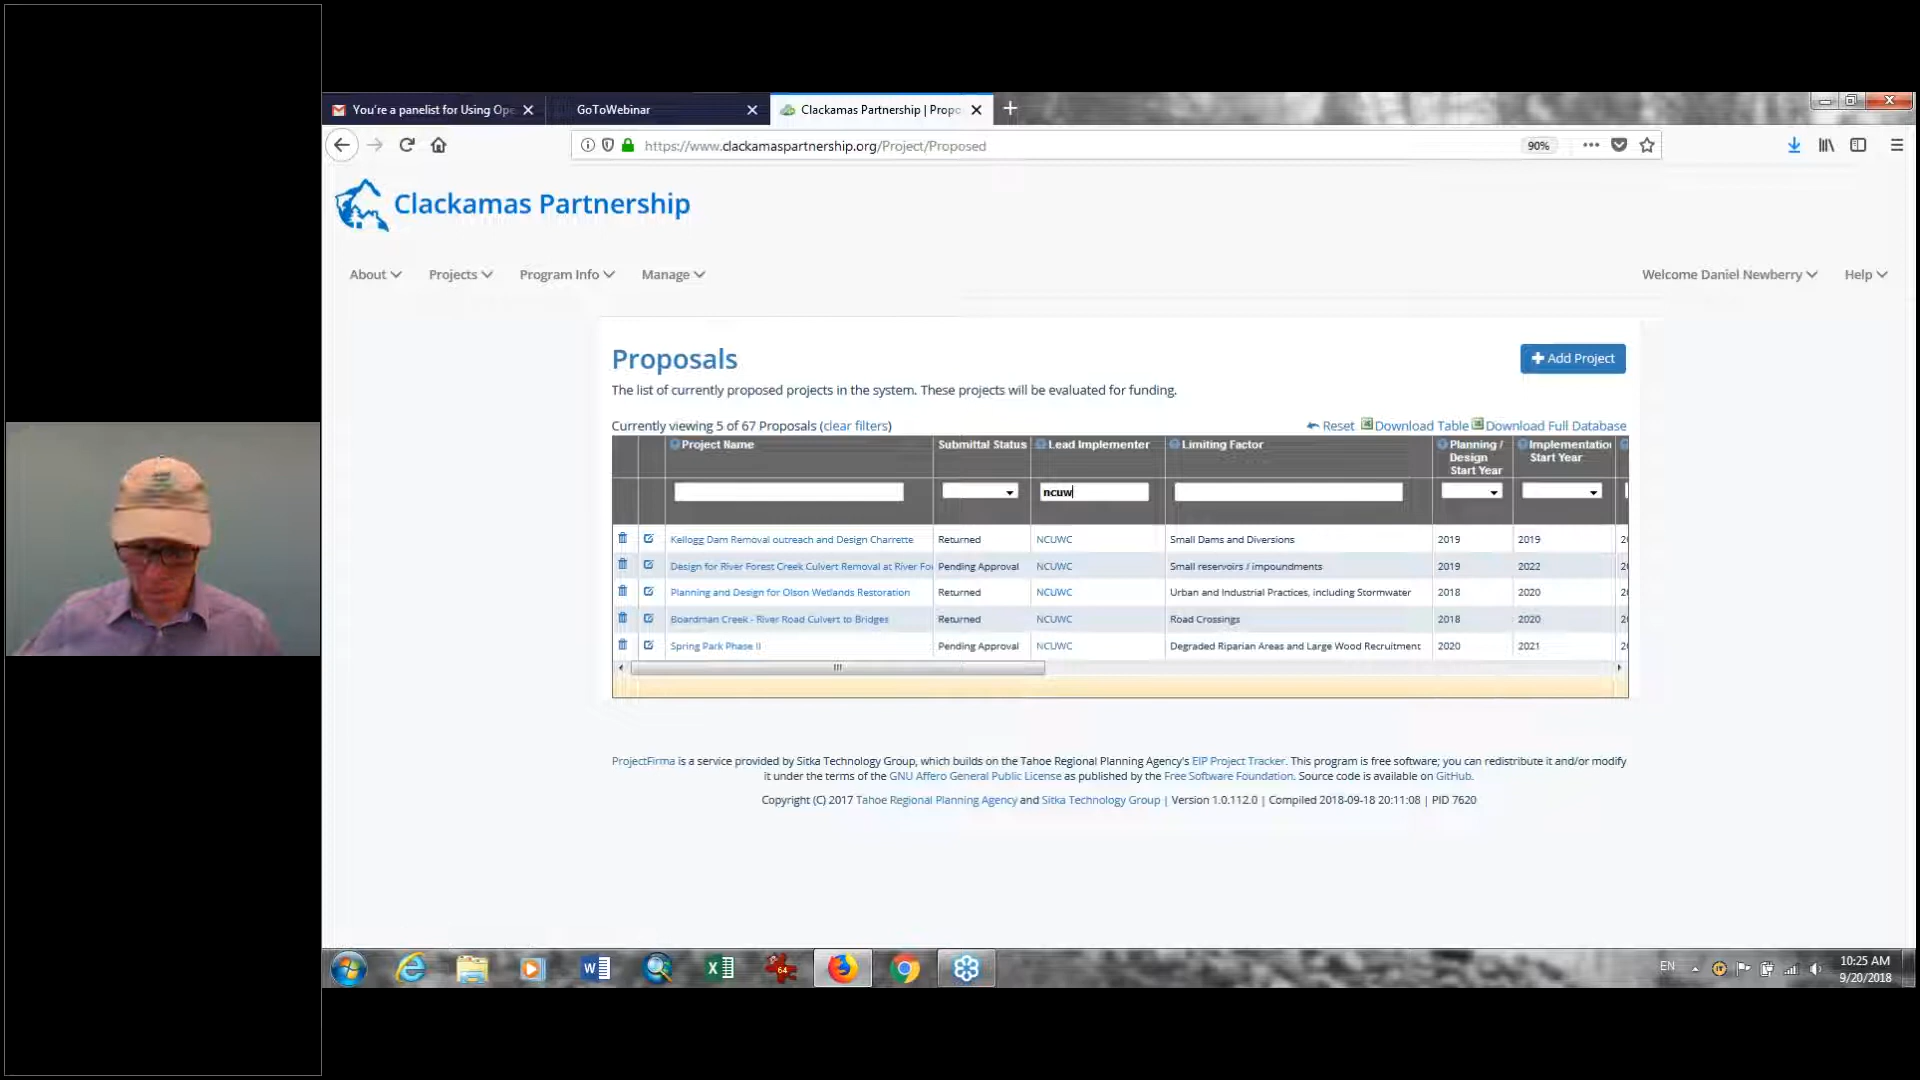 You're a panelist for Using Ope
GoToWebinar
Clackamas Partnership | Propo
https://www.clackamaspartnership.org/Project/Proposed
90%
Clackamas Partnership
About
Projects
Program Info
Manage
Welcome Daniel Newberry
Help
Proposals
Add Project
The list of currently proposed projects in the system. These projects will be evaluated for funding.
Currently viewing 5 of 67 Proposals (clear filters)
Reset Download Table Download Full Database
Project Name Submittal Status Lead Implementer Limiting Factor Planning / Design Start Year Implementatio Start Year
ncuw
Kellogg Dam Removal outreach and Design Charrette Returned NCUWC Small Dams and Diversions 2019 2019 20
Design for River Forest Creek Culvert Removal at River Fo Pending Approval NCUWC Small reservoirs / impoundments 2019 2022 20
Planning and Design for Olson Wetlands Restoration Returned NCUWC Urban and Industrial Practices, including Stormwater 2018 2020 20
Boardman Creek - River Road Culvert to Bridges Returned NCUWC Road Crossings 2018 2020 20
Spring Park Phase II Pending Approval NCUWC Degraded Riparian Areas and Large Wood Recruitment 2020 2021 20
ProjectFirma is a service provided by Sitka Technology Group, which builds on the Tahoe Regional Planning Agency's EIP Project Tracker. This program is free software; you can redistribute it and/or modify
it under the terms of the GNU Affero General Public License as published by the Free Software Foundation. Source code is available on GitHub.
Copyright (C) 2017 Tahoe Regional Planning Agency and Sitka Technology Group | Version 1.0.112.0 | Compiled 2018-09-18 20:11:08 | PID 7620
64
EN
10:25 AM
9/20/2018